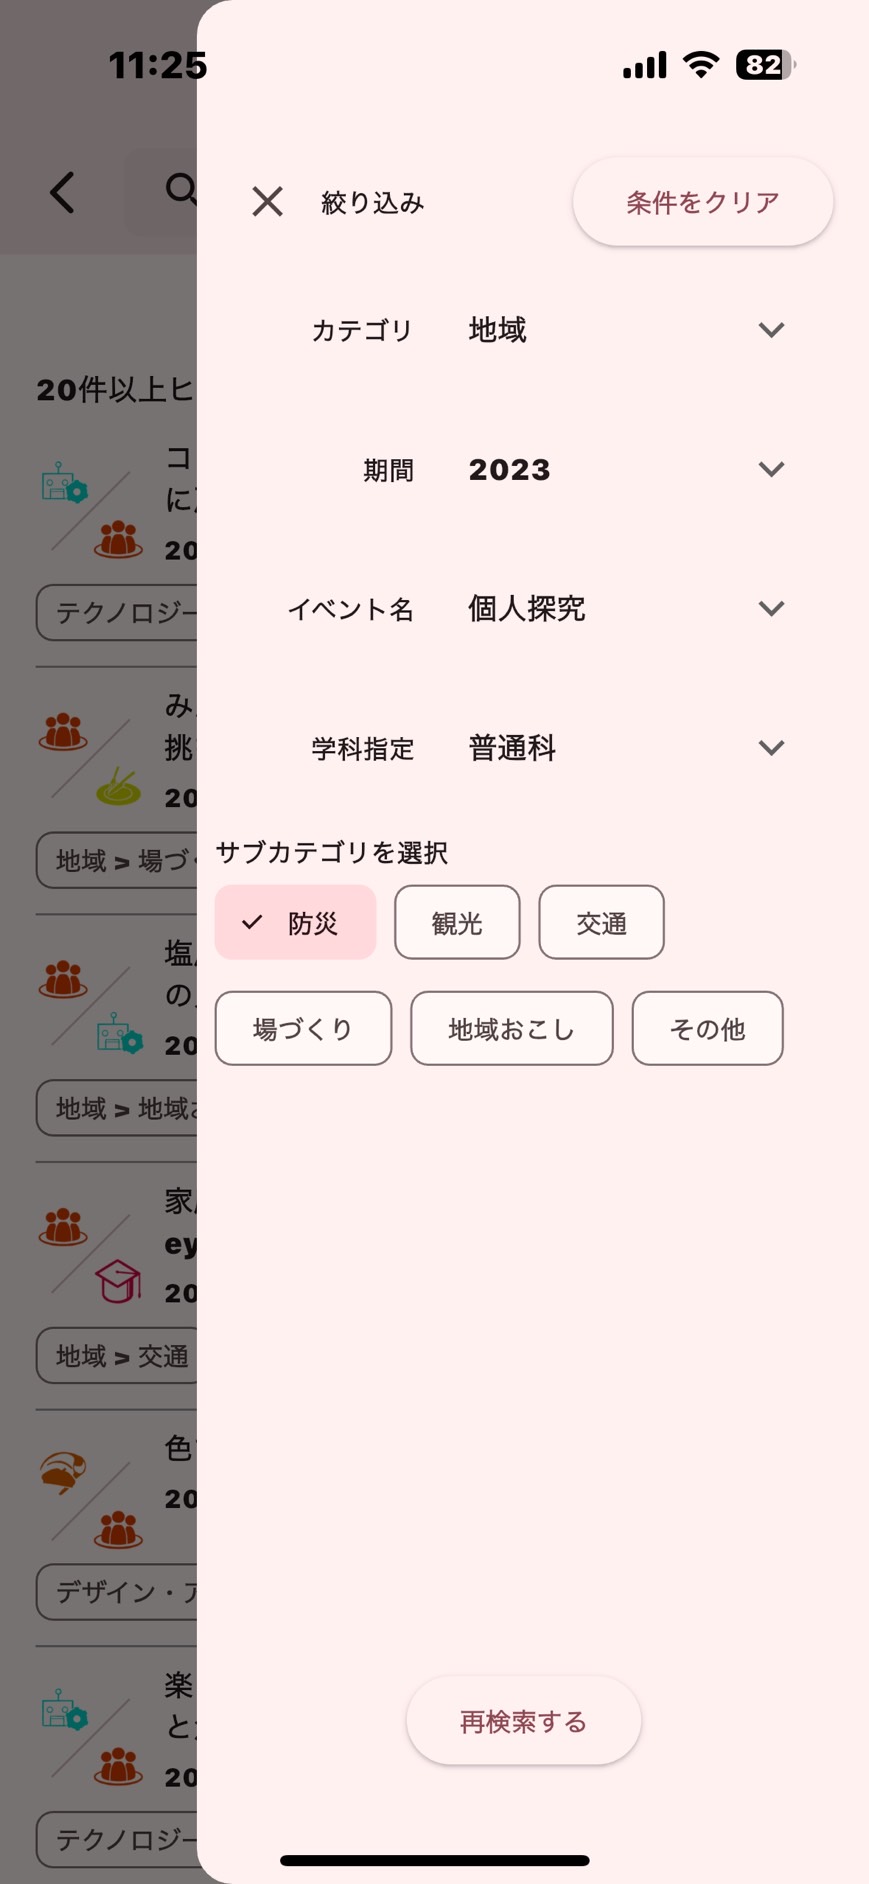 11:25
82
絞り込み
条件をクリア
カテゴリ 地域
期間 2023
イベント名 個人探究
学科指定 普通科
サブカテゴリを選択
防災 観光 交通
場づくり 地域おこし その他
再検索する
20件以上ヒ
コ
に
20
テクノロジー
み
挑
20
地域 > 場づ
塩
の
20
地域 > 地域
家
ey
20
地域 > 交通
色
20
デザイン・ア
楽
と
20
テクノロジー